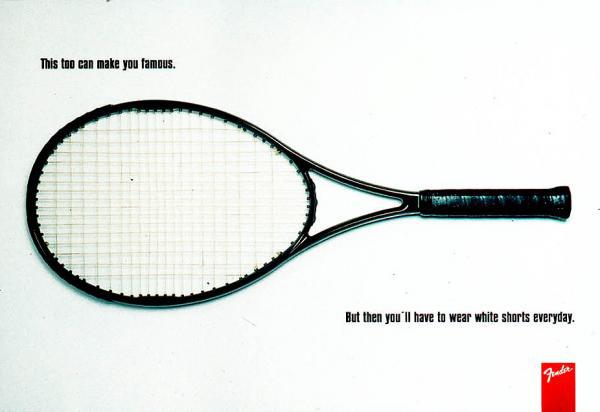 This too can make you famous.
But then you´ll have to wear white shorts everyday.
Fender